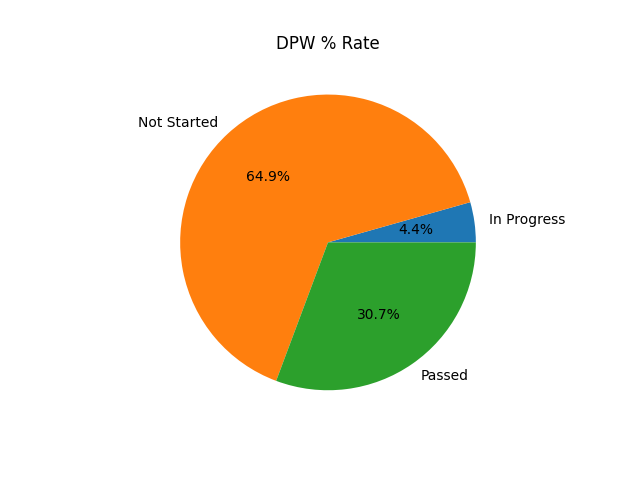 DPW % Rate
Not Started
64.9%
In Progress
4.4%
30.7%
Passed